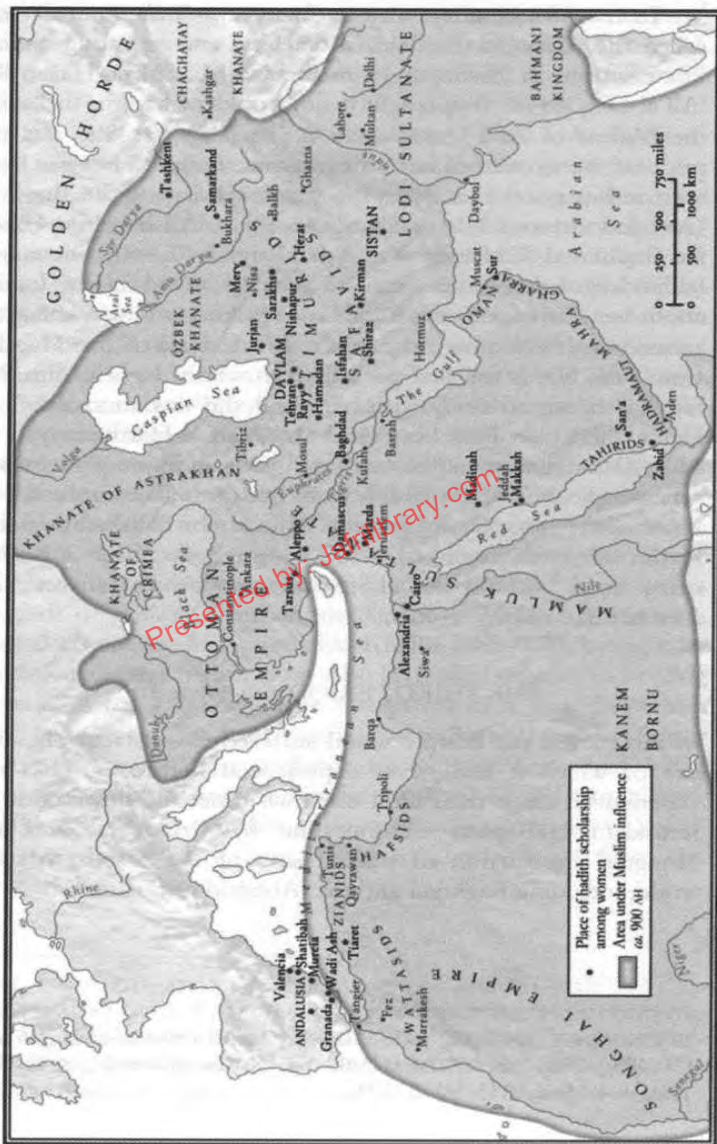 GOLDEN HORDE
CHAGHATAY
KHANATE
Kashgar
Tashkent
Syr Darya
Aral
Sea
Samarkand
Bukhara
Amu Darya
ÖZBEK
KHANATE
Lahore
Delhi
Multan
Indus
LODI SULTANATE
BAHMANI
KINGDOM
Ghazna
Balkh
Merv
Nisa
Herat
Sarakhs
Nishapur
TIMURIDS
Jurjan
SISTAN
Kirman
SAFAVIDS
DAYLAM
Tehran
Rayy
Hamadan
Isfahan
Shiraz
Caspian Sea
Tibriz
Volga
KHANATE OF ASTRAKHAN
KHANATE
OF
CRIMEA
Black Sea
Daybul
Arabian
Sea
Muscat
Sur
OMAN
GHARRAH
MAHRA
HADRAMAUT
Hormuz
The Gulf
Basrah
Kufah
Baghdad
Mosul
Euphrates
Tigris
Aden
San'a
Zabid
TAHIRIDS
Madinah
Jeddah
Makkah
Red Sea
Nile
MAMLUK SULT
Aleppo
Damascus
Marda
Jerusalem
Tarsus
Ankara
Constantinople
OTTOMAN
EMPIRE
Danube
Cairo
Alexandria
Siwa
Barqa
Mediterranean Sea
Tripoli
HAFSIDS
Tunis
Qayrawan
ZIANIDS
Tiaret
Rhine
Valencia
Shatibah
Murcia
ANDALUSIA
Wadi Ash
Granada
Tangier
Fez
WATTASIDS
Marrakesh
SONGHAI EMPIRE
Niger
Senegal
KANEM
BORNU
Place of hadith scholarship
among women
Area under Muslim influence
ca. 900 AH
0 250 500 750 miles
0 500 1000 km
Presented by: Jafrilibrary.com